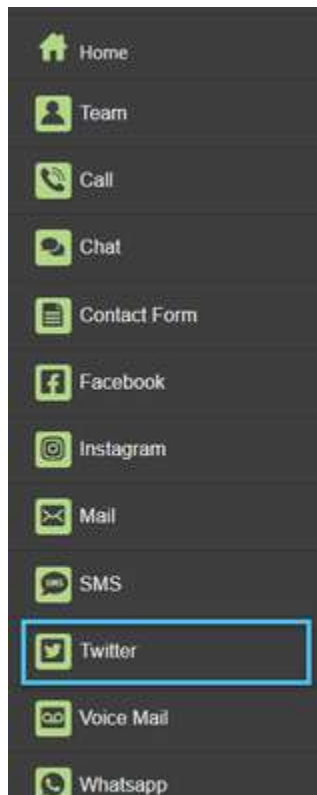 Home
Team
Call
Chat
Contact Form
Facebook
Instagram
Mail
SMS
Twitter
Voice Mail
Whatsapp